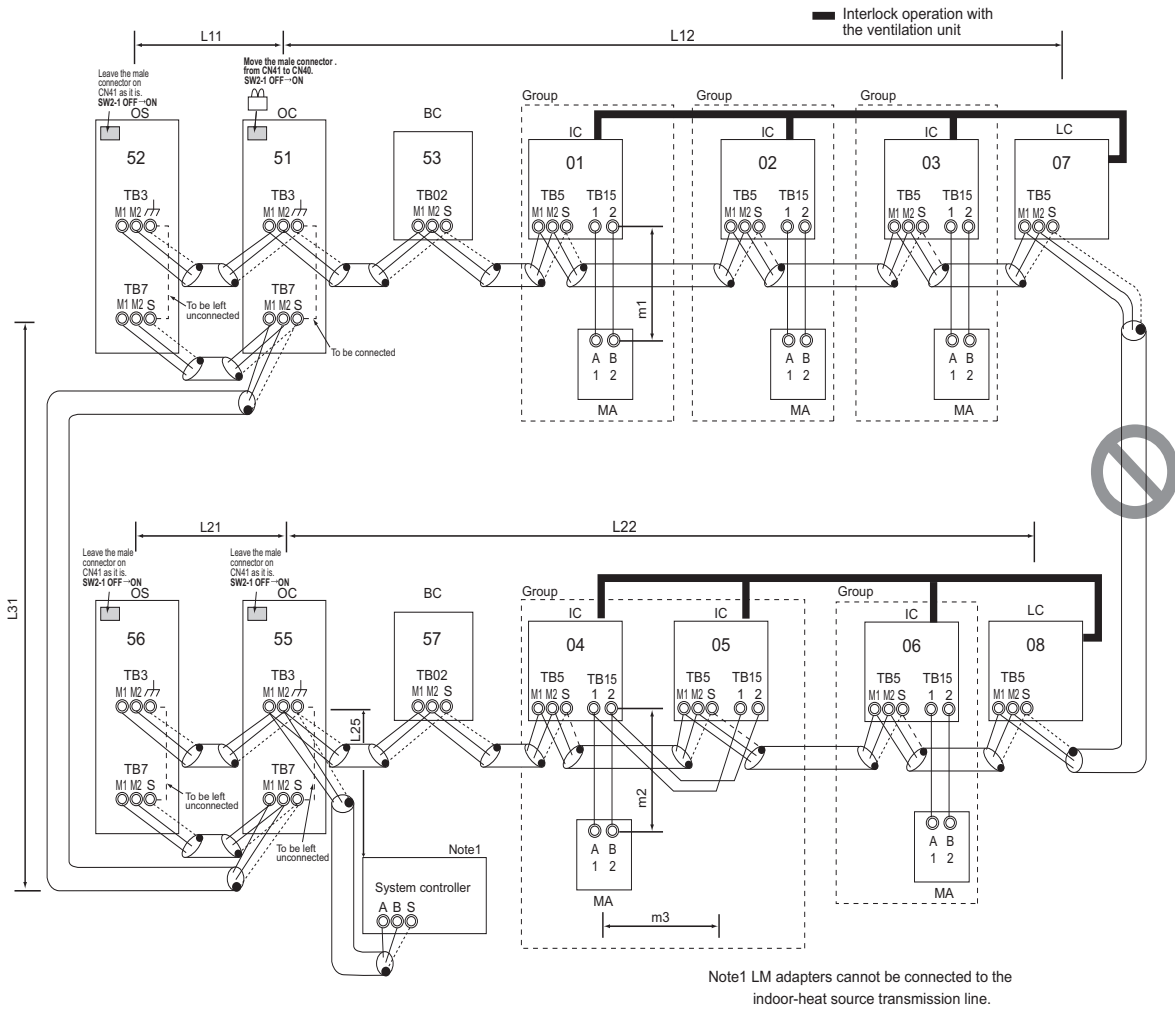 Interlock operation with
the ventilation unit
L11
L12
Leave the male
connector on
CN41 as it is.
SW2-1 OFF→ON
OS
Move the male connector .
from CN41 to CN40.
SW2-1 OFF→ON
OC
BC
Group
Group
Group
IC
IC
IC
LC
52
51
53
01
02
03
07
TB3
TB3
TB02
TB5 TB15
TB5 TB15
TB5 TB15
TB5
M1 M2
M1 M2
M1 M2 S
M1 M2 S 1 2
M1 M2 S 1 2
M1 M2 S 1 2
M1 M2 S
TB7
TB7
M1 M2 S
M1 M2 S
To be left
unconnected
To be connected
m1
A B
1 2
MA
A B
1 2
MA
A B
1 2
MA
L31
L21
L22
Leave the male
connector on
CN41 as it is.
SW2-1 OFF→ON
OS
Leave the male
connector on
CN41 as it is.
SW2-1 OFF→ON
OC
BC
Group
Group
IC
IC
IC
LC
56
55
57
04
05
06
08
TB3
TB3
TB02
TB5 TB15
TB5 TB15
TB5 TB15
TB5
M1 M2
M1 M2
M1 M2 S
M1 M2 S 1 2
M1 M2 S 1 2
M1 M2 S 1 2
M1 M2 S
L25
TB7
TB7
M1 M2 S
M1 M2 S
To be left
unconnected
To be left
unconnected
m2
A B
1 2
MA
A B
1 2
MA
Note1
System controller
A B S
m3
Note1 LM adapters cannot be connected to the
indoor-heat source transmission line.